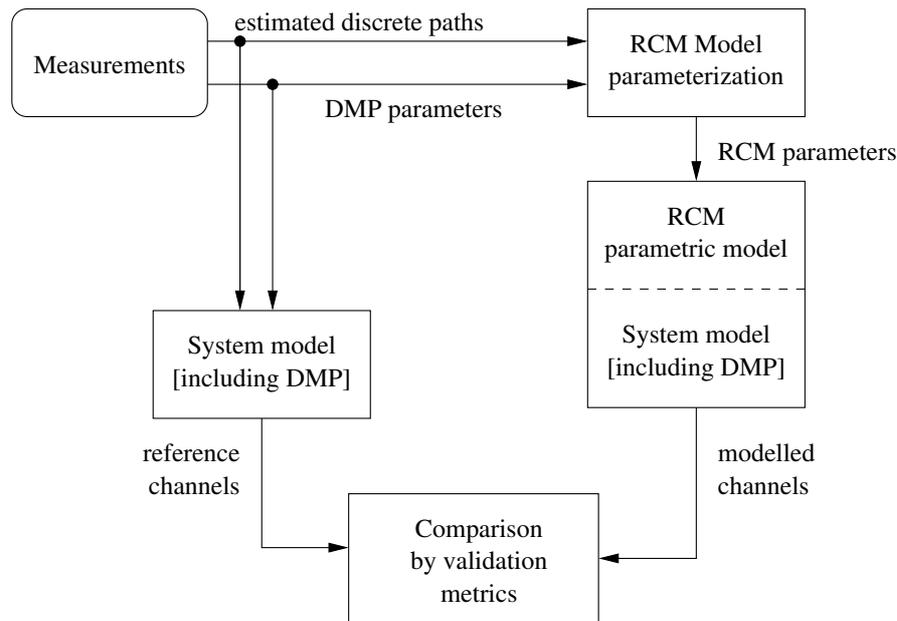 estimated discrete paths
Measurements
RCM Model
parameterization
DMP parameters
RCM parameters
RCM
parametric model
System model
[including DMP]
System model
[including DMP]
reference
channels
modelled
channels
Comparison
by validation
metrics